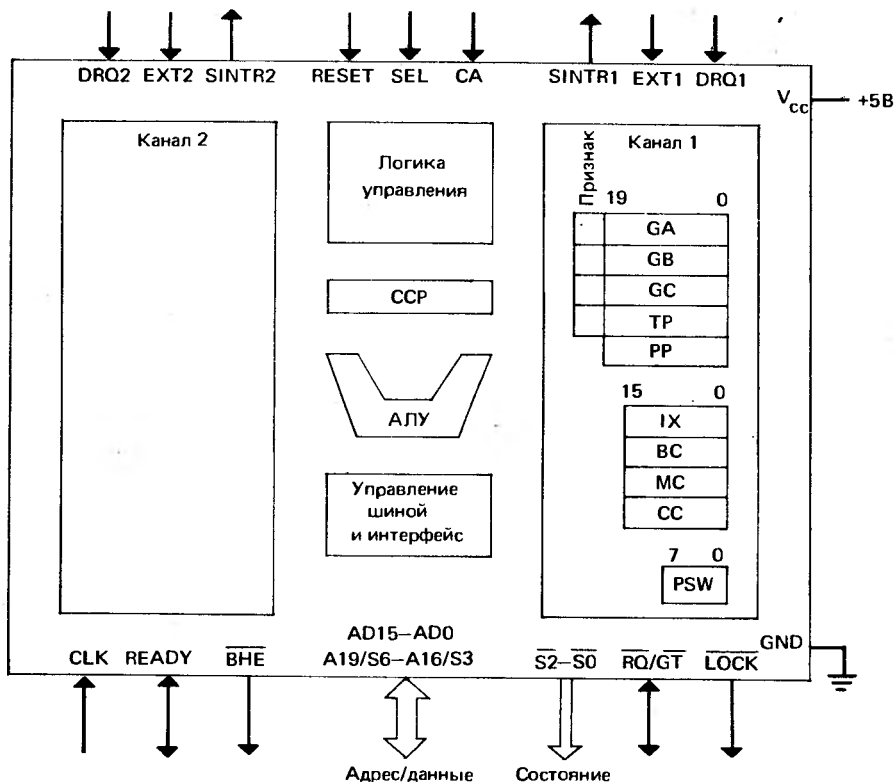 DRQ2 EXT2 SINTR2 RESET SEL CA SINTR1 EXT1 DRQ1
Vcc +5В
Канал 2
Логика
управления
ССР
АЛУ
Управление
шиной
и интерфейс
Канал 1
Признак
19 0
GA
GB
GC
TP
PP
15 0
IX
BC
MC
CC
7 0
PSW
GND
CLK READY BHE
AD15–AD0
A19/S6–A16/S3
S2–S0 RQ/GT LOCK
Адрес/данные Состояние